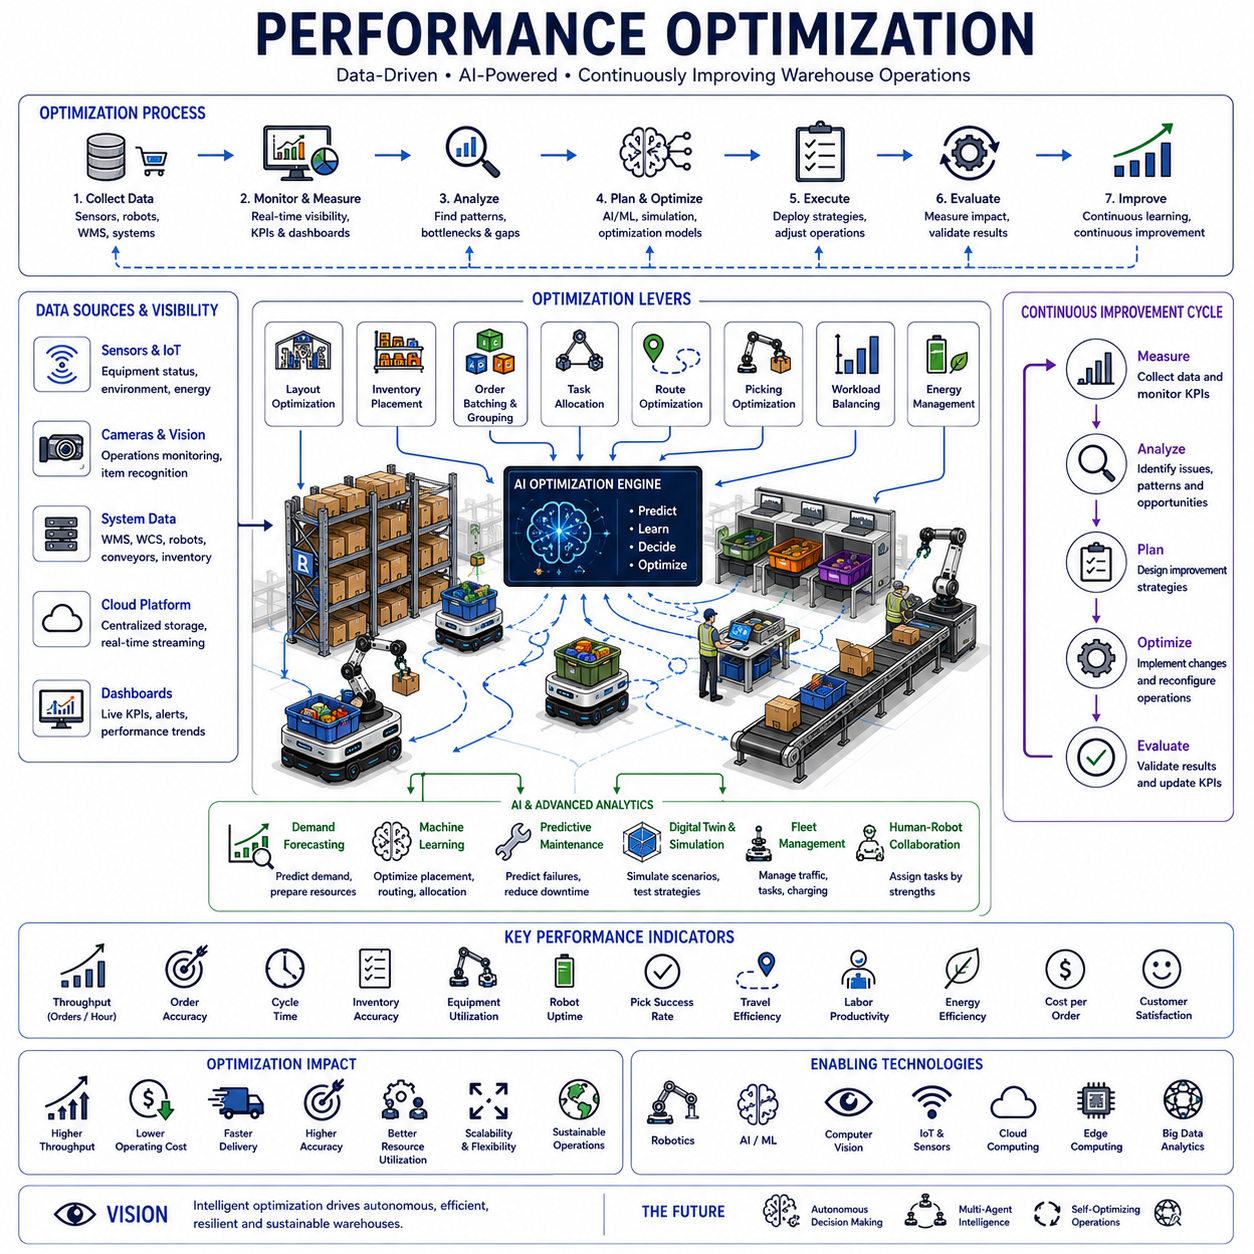 PERFORMANCE OPTIMIZATION
Data-Driven • AI-Powered • Continuously Improving Warehouse Operations
OPTIMIZATION PROCESS
1. Collect Data
Sensors, robots,
WMS, systems
2. Monitor & Measure
Real-time visibility,
KPIs & dashboards
3. Analyze
Find patterns,
bottlenecks & gaps
4. Plan & Optimize
AI/ML, simulation,
optimization models
5. Execute
Deploy strategies,
adjust operations
6. Evaluate
Measure impact,
validate results
7. Improve
Continuous learning,
continuous improvement
DATA SOURCES & VISIBILITY
Sensors & IoT
Equipment status,
environment, energy
Cameras & Vision
Operations monitoring,
item recognition
System Data
WMS, WCS, robots,
conveyors, inventory
Cloud Platform
Centralized storage,
real-time streaming
Dashboards
Live KPIs, alerts,
performance trends
OPTIMIZATION LEVERS
Layout
Optimization
Inventory
Placement
Order
Batching &
Grouping
Task
Allocation
Route
Optimization
Picking
Optimization
Workload
Balancing
Energy
Management
AI OPTIMIZATION ENGINE
• Predict
• Learn
• Decide
• Optimize
B
CONTINUOUS IMPROVEMENT CYCLE
Measure
Collect data and
monitor KPIs
Analyze
Identify issues,
patterns and
opportunities
Plan
Design improvement
strategies
Optimize
Implement changes
and reconfigure
operations
Evaluate
Validate results
and update KPIs
AI & ADVANCED ANALYTICS
Demand
Forecasting
Predict demand,
prepare resources
Machine
Learning
Optimize placement,
routing, allocation
Predictive
Maintenance
Predict failures,
reduce downtime
Digital Twin &
Simulation
Simulate scenarios,
test strategies
Fleet
Management
Manage traffic,
tasks, charging
Human-Robot
Collaboration
Assign tasks by
strengths
KEY PERFORMANCE INDICATORS
Throughput
(Orders / Hour)
Order
Accuracy
Cycle
Time
Inventory
Accuracy
Equipment
Utilization
Robot
Uptime
Pick Success
Rate
Travel
Efficiency
Labor
Productivity
Energy
Efficiency
$
Cost per
Order
Customer
Satisfaction
OPTIMIZATION IMPACT
Higher
Throughput
$
Lower
Operating Cost
Faster
Delivery
Higher
Accuracy
Better
Resource
Utilization
Scalability
& Flexibility
Sustainable
Operations
ENABLING TECHNOLOGIES
Robotics
AI / ML
Computer
Vision
IoT &
Sensors
Cloud
Computing
Edge
Computing
Big Data
Analytics
VISION
Intelligent optimization drives autonomous, efficient,
resilient and sustainable warehouses.
THE FUTURE
Autonomous
Decision Making
Multi-Agent
Intelligence
Self-Optimizing
Operations